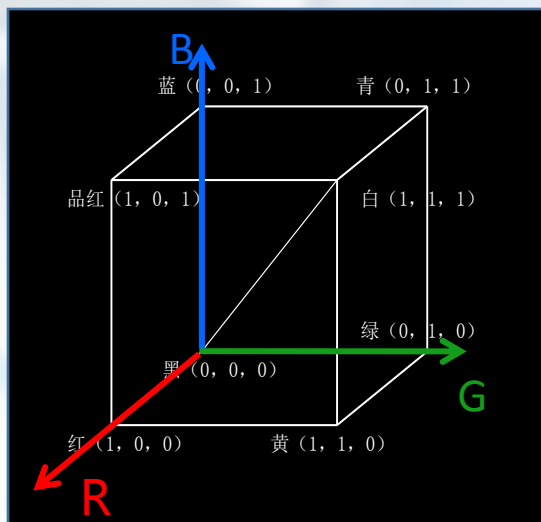 B
蓝（0，0，1）
青（0，1，1）
品红（1，0，1）
白（1，1，1）
绿（0，1，0）
黑（0，0，0）
G
红（1，0，0）
黄（1，1，0）
R